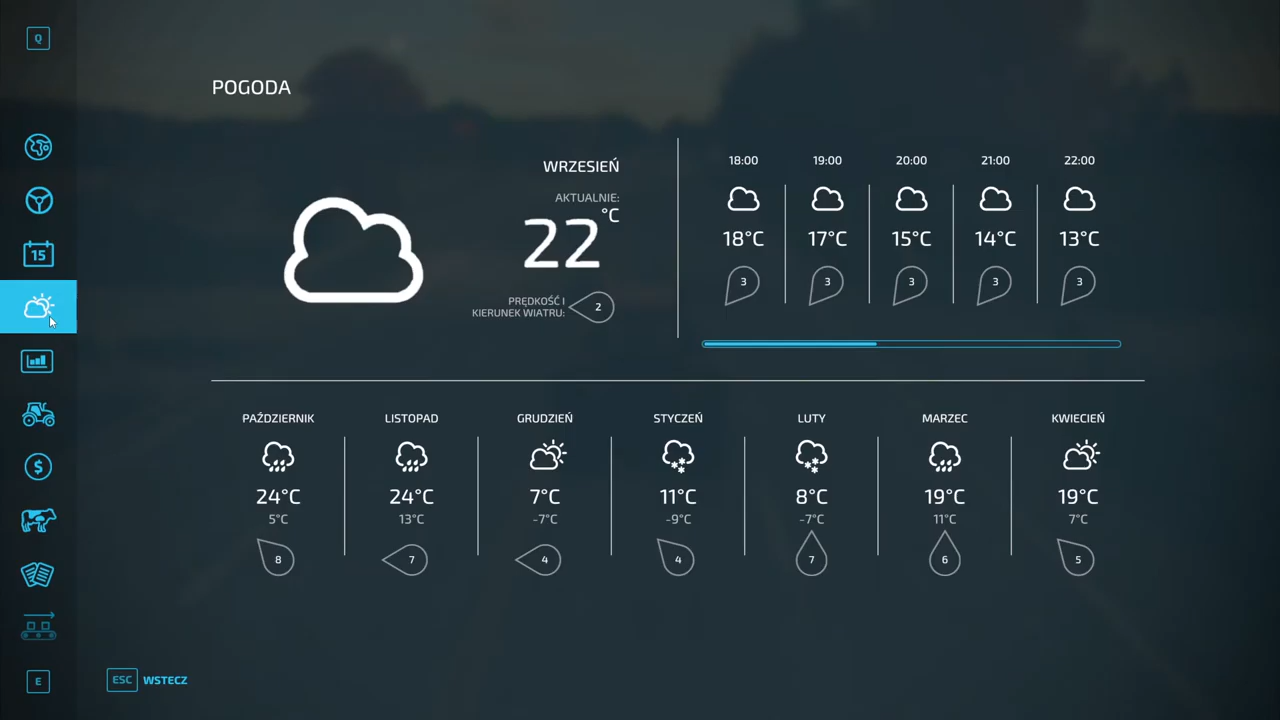 Q
POGODA
15
WRZESIEŃ
AKTUALNIE:
22°C
PRĘDKOŚĆ I
KIERUNEK WIATRU: 2
18:00 19:00 20:00 21:00 22:00
18°C 17°C 15°C 14°C 13°C
3 3 3 3 3
$
PAŹDZIERNIK LISTOPAD GRUDZIEŃ STYCZEŃ LUTY MARZEC KWIECIEŃ
24°C 24°C 7°C 11°C 8°C 19°C 19°C
5°C 13°C -7°C -9°C -7°C 11°C 7°C
8 7 4 4 7 6 5
E
ESC WSTECZ